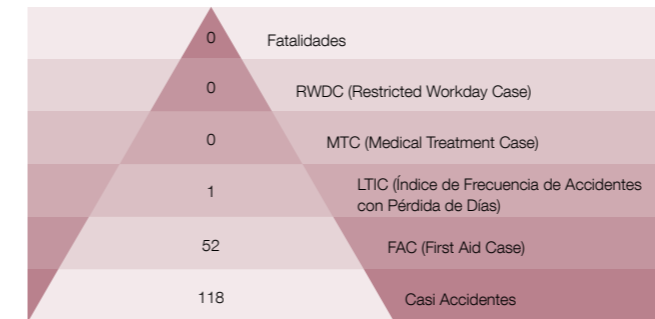 0 Fatalidades
0 RWDC (Restricted Workday Case)
0 MTC (Medical Treatment Case)
1 LTIC (Índice de Frecuencia de Accidentes
con Pérdida de Días)
52 FAC (First Aid Case)
118 Casi Accidentes